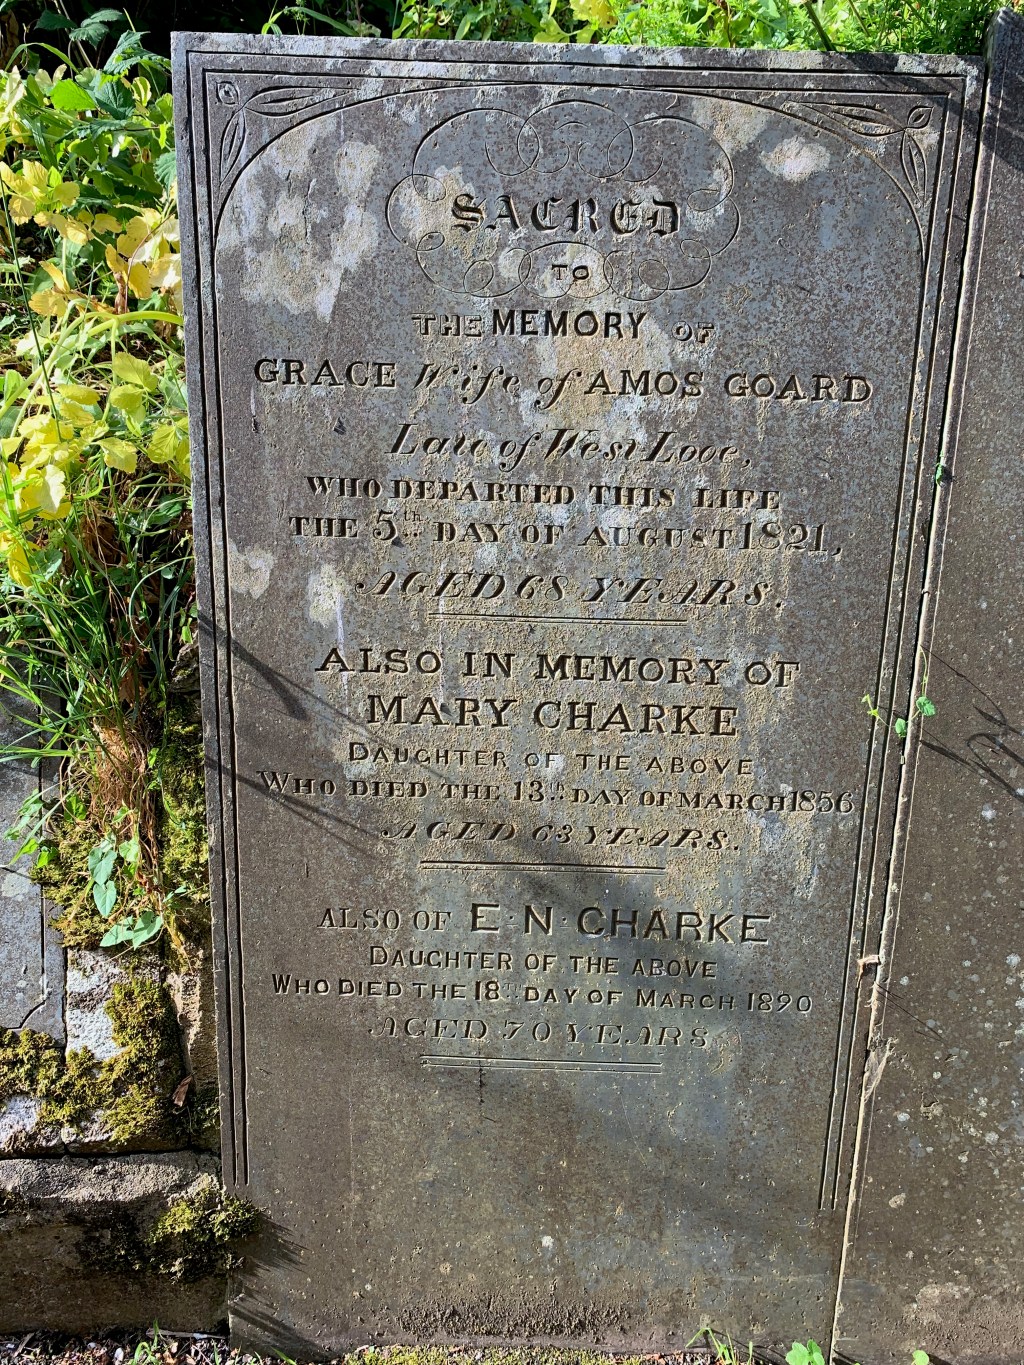 SACRED
TO
THE MEMORY OF
GRACE Wife of AMOS GOARD
Late of West Looe,
WHO DEPARTED THIS LIFE
THE 5th DAY OF AUGUST 1821,
AGED 68 YEARS.
ALSO IN MEMORY OF
MARY CHARKE
DAUGHTER OF THE ABOVE
WHO DIED THE 13th DAY OF MARCH 1856
AGED 63 YEARS.
ALSO OF E·N·CHARKE
DAUGHTER OF THE ABOVE
WHO DIED THE 18TH DAY OF MARCH 1890
AGED 70 YEARS